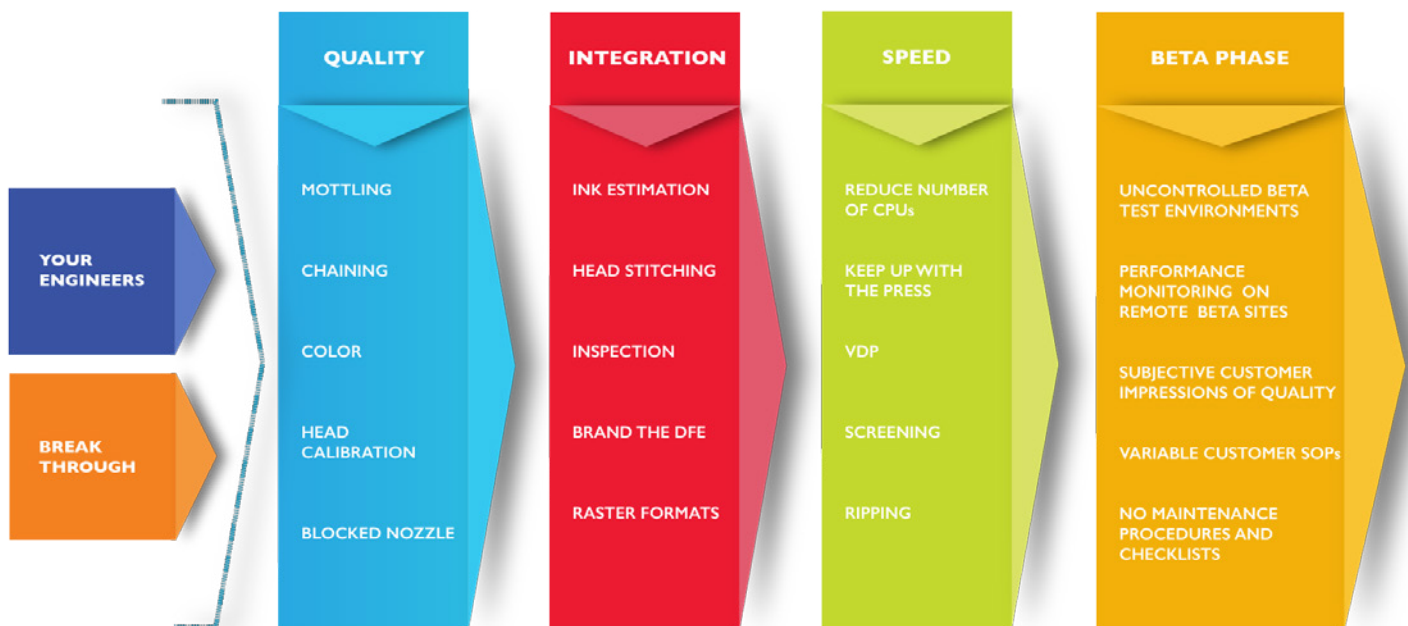 YOUR
ENGINEERS
BREAK
THROUGH
QUALITY
MOTTLING
CHAINING
COLOR
HEAD
CALIBRATION
BLOCKED NOZZLE
INTEGRATION
INK ESTIMATION
HEAD STITCHING
INSPECTION
BRAND THE DFE
RASTER FORMATS
SPEED
REDUCE NUMBER
OF CPUs
KEEP UP WITH
THE PRESS
VDP
SCREENING
RIPPING
BETA PHASE
UNCONTROLLED BETA
TEST ENVIRONMENTS
PERFORMANCE
MONITORING ON
REMOTE BETA SITES
SUBJECTIVE CUSTOMER
IMPRESSIONS OF QUALITY
VARIABLE CUSTOMER SOPs
NO MAINTENANCE
PROCEDURES AND
CHECKLISTS